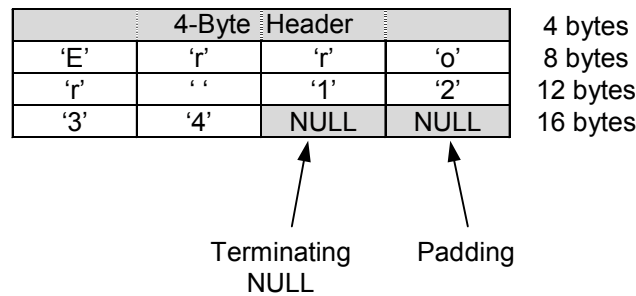 4-Byte Header 4 bytes
‘E’ ‘r’ ‘r’ ‘o’ 8 bytes
‘r’ ‘ ‘ ‘1’ ‘2’ 12 bytes
‘3’ ‘4’ NULL NULL 16 bytes
Terminating Padding
NULL